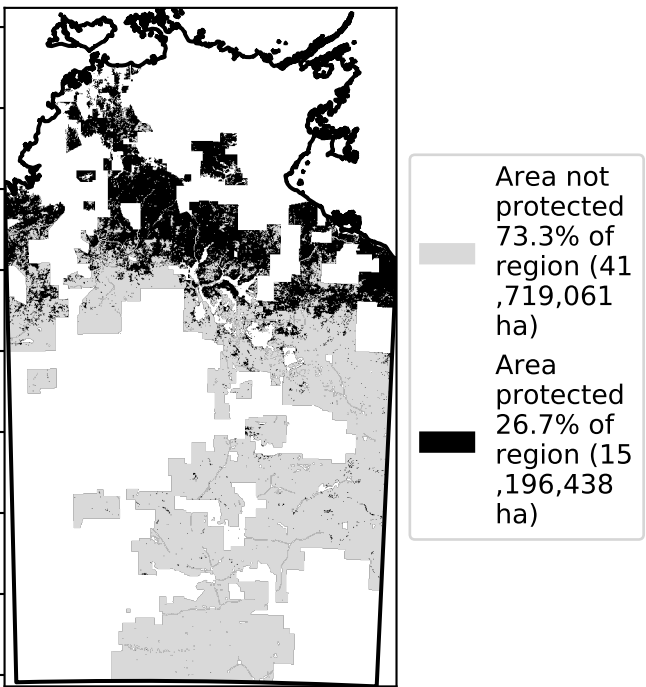 Area not
protected
73.3% of
region (41
,719,061
ha)
Area
protected
26.7% of
region (15
,196,438
ha)